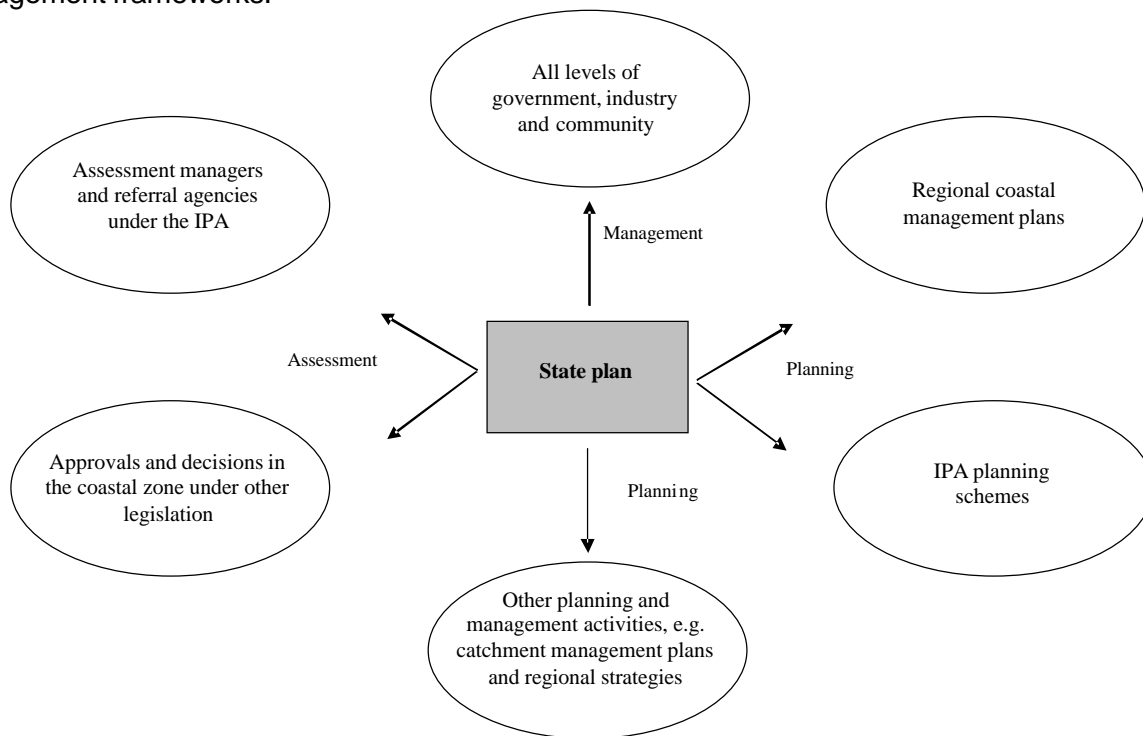 agement frameworks.
All levels of
government, industry
and community
Assessment managers
and referral agencies
under the IPA
Regional coastal
management plans
Management
Assessment
State plan
Planning
Approvals and decisions in
the coastal zone under other
legislation
IPA planning
schemes
Planning
Other planning and
management activities, e.g.
catchment management plans
and regional strategies